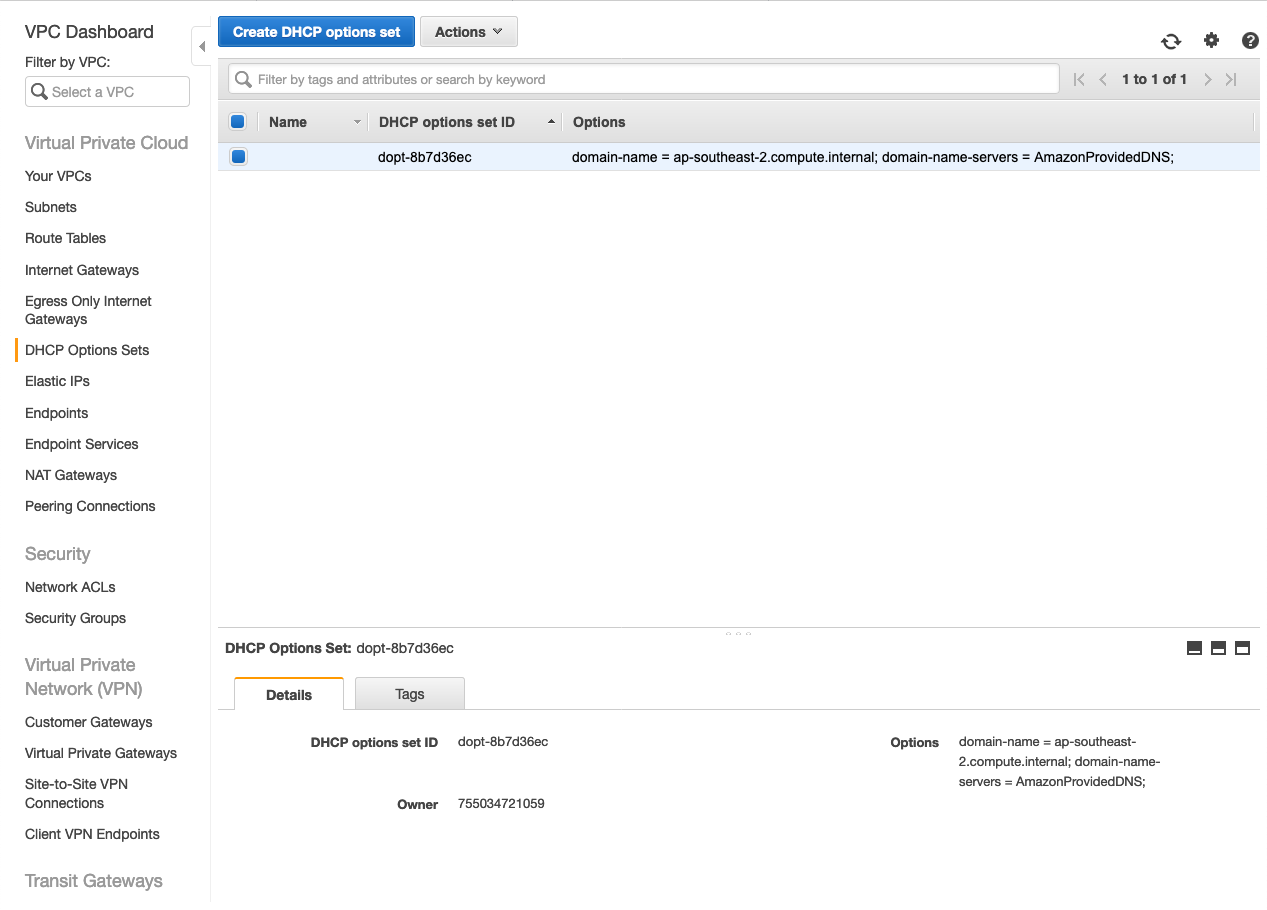 VPC Dashboard
Filter by VPC:
Select a VPC
Virtual Private Cloud
Your VPCs
Subnets
Route Tables
Internet Gateways
Egress Only Internet
Gateways
DHCP Options Sets
Elastic IPs
Endpoints
Endpoint Services
NAT Gateways
Peering Connections
Security
Network ACLs
Security Groups
Virtual Private
Network (VPN)
Customer Gateways
Virtual Private Gateways
Site-to-Site VPN
Connections
Client VPN Endpoints
Transit Gateways
Create DHCP options set Actions
Filter by tags and attributes or search by keyword 1 to 1 of 1
Name DHCP options set ID Options
dopt-8b7d36ec domain-name = ap-southeast-2.compute.internal; domain-name-servers = AmazonProvidedDNS;
DHCP Options Set: dopt-8b7d36ec
Details Tags
DHCP options set ID dopt-8b7d36ec
Owner 755034721059
Options domain-name = ap-southeast-
2.compute.internal; domain-name-
servers = AmazonProvidedDNS;